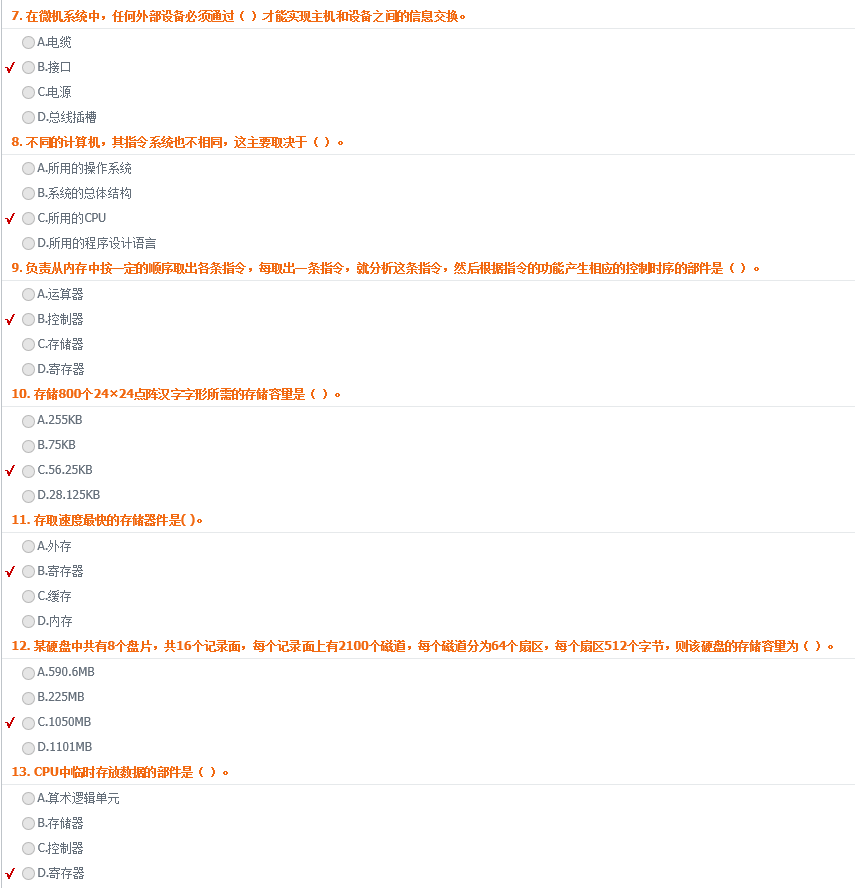 7. 在微机系统中，任何外部设备必须通过（ ）才能实现主机和设备之间的信息交换。
A.电缆
√ B.接口
C.电源
D.总线插槽
8. 不同的计算机，其指令系统也不相同，这主要取决于（ ）。
A.所用的操作系统
B.系统的总体结构
√ C.所用的CPU
D.所用的程序设计语言
9. 负责从内存中按一定的顺序取出各条指令，每取出一条指令，就分析这条指令，然后根据指令的功能产生相应的控制时序的部件是（ ）。
A.运算器
√ B.控制器
C.存储器
D.寄存器
10. 存储800个24×24点阵汉字字形所需的存储容量是（ ）。
A.255KB
B.75KB
√ C.56.25KB
D.28.125KB
11. 存取速度最快的存储器件是( )。
A.外存
√ B.寄存器
C.缓存
D.内存
12. 某硬盘中共有8个盘片，共16个记录面，每个记录面上有2100个磁道，每个磁道分为64个扇区，每个扇区512个字节，则该硬盘的存储容量为（ ）。
A.590.6MB
B.225MB
√ C.1050MB
D.1101MB
13. CPU中临时存放数据的部件是（ ）。
A.算术逻辑单元
B.存储器
C.控制器
√ D.寄存器